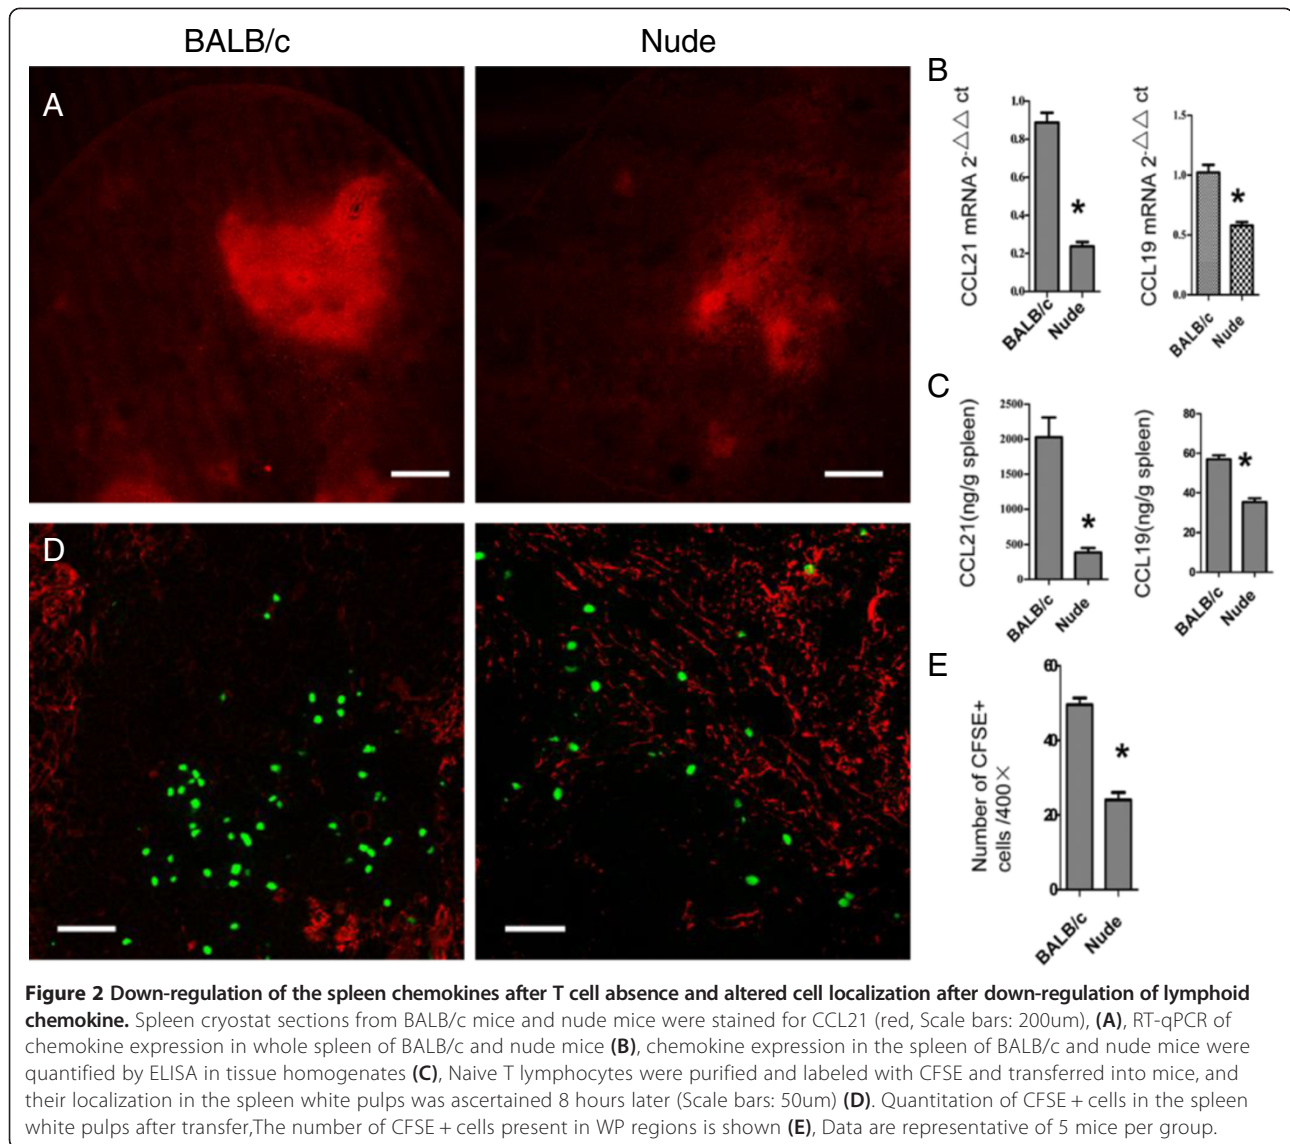 BALB/c
Nude
A
B
CCL21 mRNA 2-△△ ct
1.0
0.8
0.6
0.4
0.2
0.0
*
BALB/c
Nude
CCL19 mRNA 2-△△ ct
1.5
1.0
0.5
0.0
*
BALB/c
Nude
C
CCL21(ng/g spleen)
2500
2000
1500
1000
500
0
*
BALB/c
Nude
CCL19(ng/g spleen)
80
60
40
20
0
*
BALB/c
Nude
D
E
Number of CFSE+
cells /400×
60
40
20
0
*
BALB/c
Nude
Figure 2 Down-regulation of the spleen chemokines after T cell absence and altered cell localization after down-regulation of lymphoid
chemokine. Spleen cryostat sections from BALB/c mice and nude mice were stained for CCL21 (red, Scale bars: 200um), (A), RT-qPCR of
chemokine expression in whole spleen of BALB/c and nude mice (B), chemokine expression in the spleen of BALB/c and nude mice were
quantified by ELISA in tissue homogenates (C), Naive T lymphocytes were purified and labeled with CFSE and transferred into mice, and
their localization in the spleen white pulps was ascertained 8 hours later (Scale bars: 50um) (D). Quantitation of CFSE + cells in the spleen
white pulps after transfer,The number of CFSE + cells present in WP regions is shown (E), Data are representative of 5 mice per group.